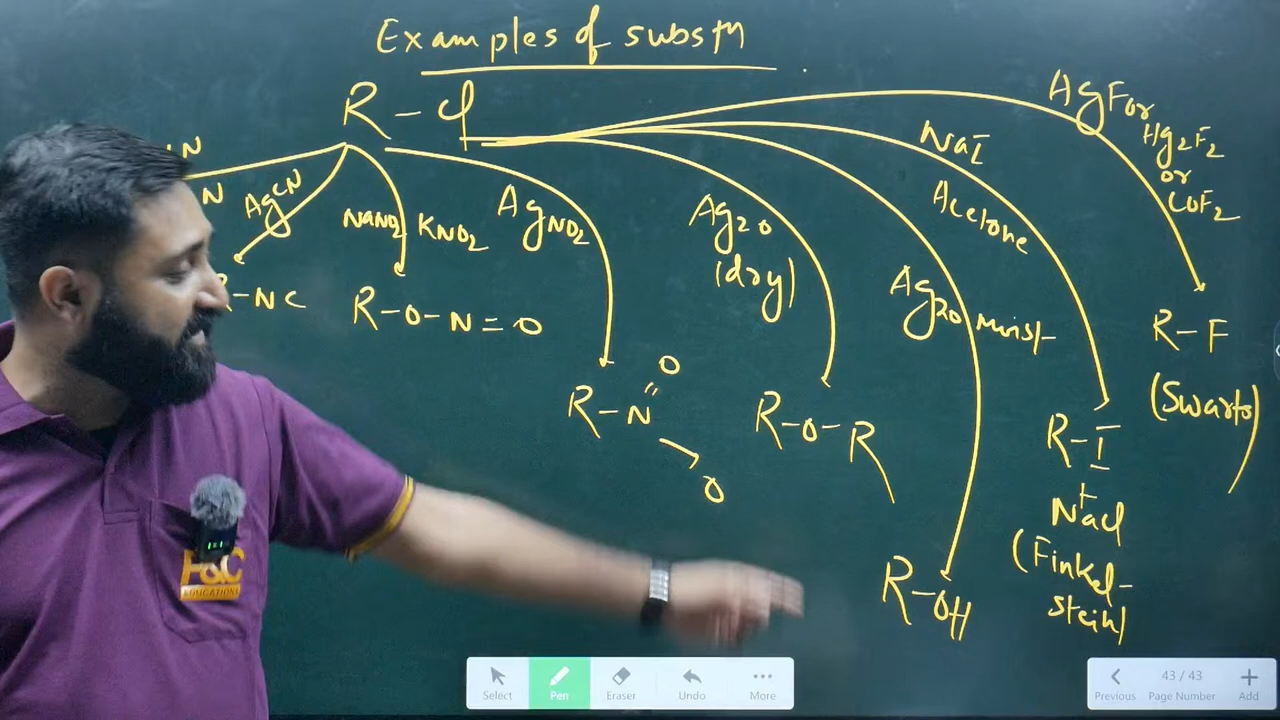 Examples of substn
R-Cl
AgCN
R-NC
NaNO2 KNO2
R-O-N=O
AgNO2
R-N
O
O
Ag2O
(dry)
R-O-R
Ag2O moist
R-OH
NaI
Acetone
R-I
+
NaCl
(Finkel-
stein)
AgF or
Hg2F2
or
COF2
R-F
(Swarts)
EDUCATIONS
Select
Pen
Eraser
Undo
More
Previous
43 / 43
Page Number
Add